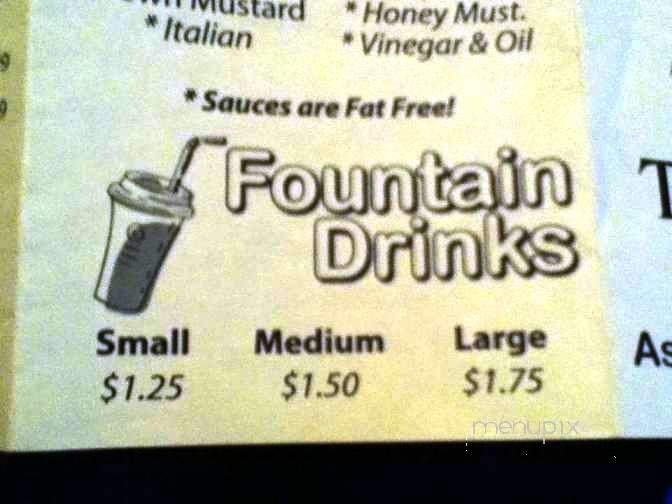 Mustard
* Honey Must.
* Italian
* Vinegar & Oil
* Sauces are Fat Free!
Fountain
Drinks
Small Medium Large
$1.25 $1.50 $1.75
menupix